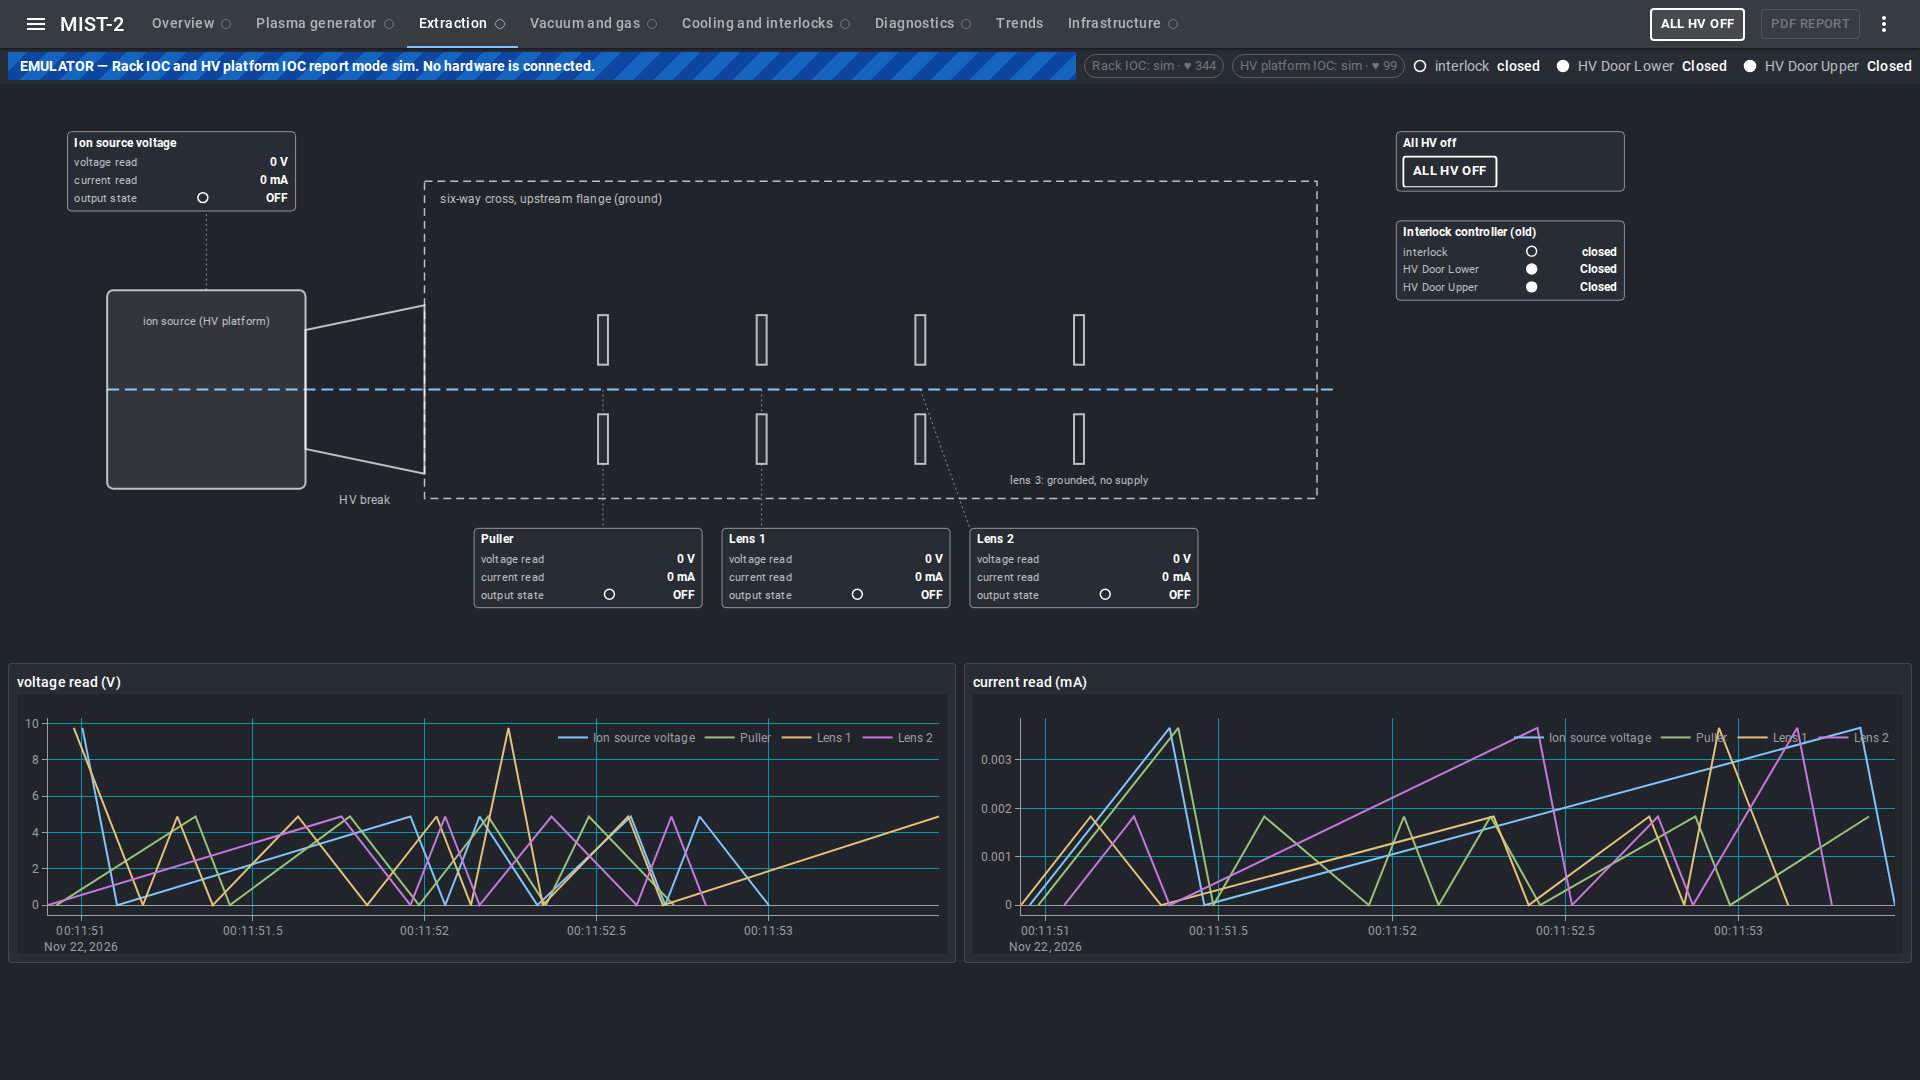 MIST-2
Overview
Plasma generator
Extraction
Vacuum and gas
Cooling and interlocks
Diagnostics
Trends
Infrastructure
ALL HV OFF
PDF REPORT
EMULATOR — Rack IOC and HV platform IOC report mode sim. No hardware is connected.
Rack IOC: sim · ♥ 344
HV platform IOC: sim · ♥ 99
interlock closed
HV Door Lower Closed
HV Door Upper Closed
Ion source voltage
voltage read 0 V
current read 0 mA
output state OFF
six-way cross, upstream flange (ground)
ion source (HV platform)
HV break
lens 3: grounded, no supply
All HV off
ALL HV OFF
Interlock controller (old)
interlock closed
HV Door Lower Closed
HV Door Upper Closed
Puller
voltage read 0 V
current read 0 mA
output state OFF
Lens 1
voltage read 0 V
current read 0 mA
output state OFF
Lens 2
voltage read 0 V
current read 0 mA
output state OFF
voltage read (V)
Ion source voltage Puller Lens 1 Lens 2
10
8
6
4
2
0
00:11:51 00:11:51.5 00:11:52 00:11:52.5 00:11:53
Nov 22, 2026
current read (mA)
Ion source voltage Puller Lens 1 Lens 2
0.003
0.002
0.001
0
00:11:51 00:11:51.5 00:11:52 00:11:52.5 00:11:53
Nov 22, 2026